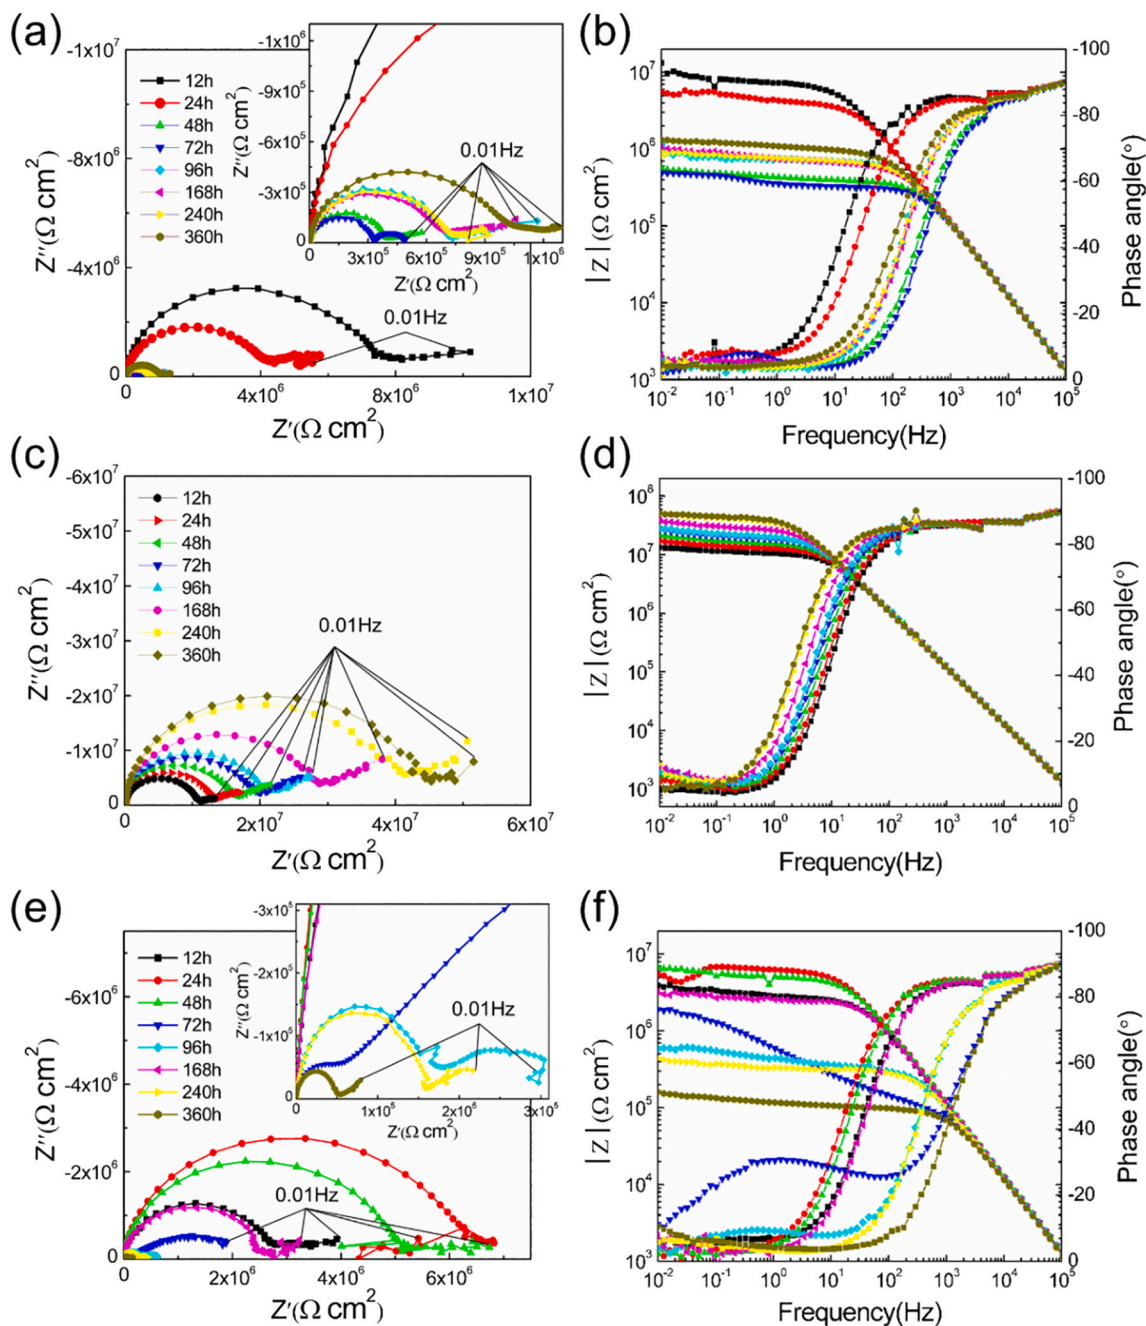 (a)
-1x10⁷
-8x10⁶
-6x10⁶
-4x10⁶
-2x10⁶
0
Z''(Ω cm²)
12h
24h
48h
72h
96h
168h
240h
360h
-1x10⁶
-9x10⁵
-6x10⁵
-3x10⁵
0
Z''(Ω cm²)
0.01Hz
0 3x10⁵ 5x10⁵ 8x10⁵ 1x10⁶
Z'(Ω cm²)
0.01Hz
0 4x10⁶ 8x10⁶ 1x10⁷
Z'(Ω cm²)
(b)
10⁷
10⁶
10⁵
10⁴
10³
|Z|(Ω cm²)
-100
-80
-60
-40
-20
0
Phase angle(°)
10⁻² 10⁻¹ 10⁰ 10¹ 10² 10³ 10⁴ 10⁵
Frequency(Hz)
(c)
-6x10⁷
-5x10⁷
-4x10⁷
-3x10⁷
-2x10⁷
-1x10⁷
0
Z''(Ω cm²)
12h
24h
48h
72h
96h
168h
240h
360h
0.01Hz
0 2x10⁷ 4x10⁷ 6x10⁷
Z'(Ω cm²)
(d)
10⁸
10⁷
10⁶
10⁵
10⁴
10³
|Z|(Ω cm²)
-100
-80
-60
-40
-20
0
Phase angle(°)
10⁻² 10⁻¹ 10⁰ 10¹ 10² 10³ 10⁴ 10⁵
Frequency(Hz)
(e)
-6x10⁶
-4x10⁶
-2x10⁶
0
Z''(Ω cm²)
12h
24h
48h
72h
96h
168h
240h
360h
-3x10⁵
-2x10⁵
-1x10⁵
0
Z''(Ω cm²)
0.01Hz
0 1x10⁵ 2x10⁵ 3x10⁵
Z'(Ω cm²)
0.01Hz
0 2x10⁶ 4x10⁶ 6x10⁶
Z'(Ω cm²)
(f)
10⁷
10⁶
10⁵
10⁴
10³
|Z|(Ω cm²)
-100
-80
-60
-40
-20
0
Phase angle(°)
10⁻² 10⁻¹ 10⁰ 10¹ 10² 10³ 10⁴ 10⁵
Frequency(Hz)